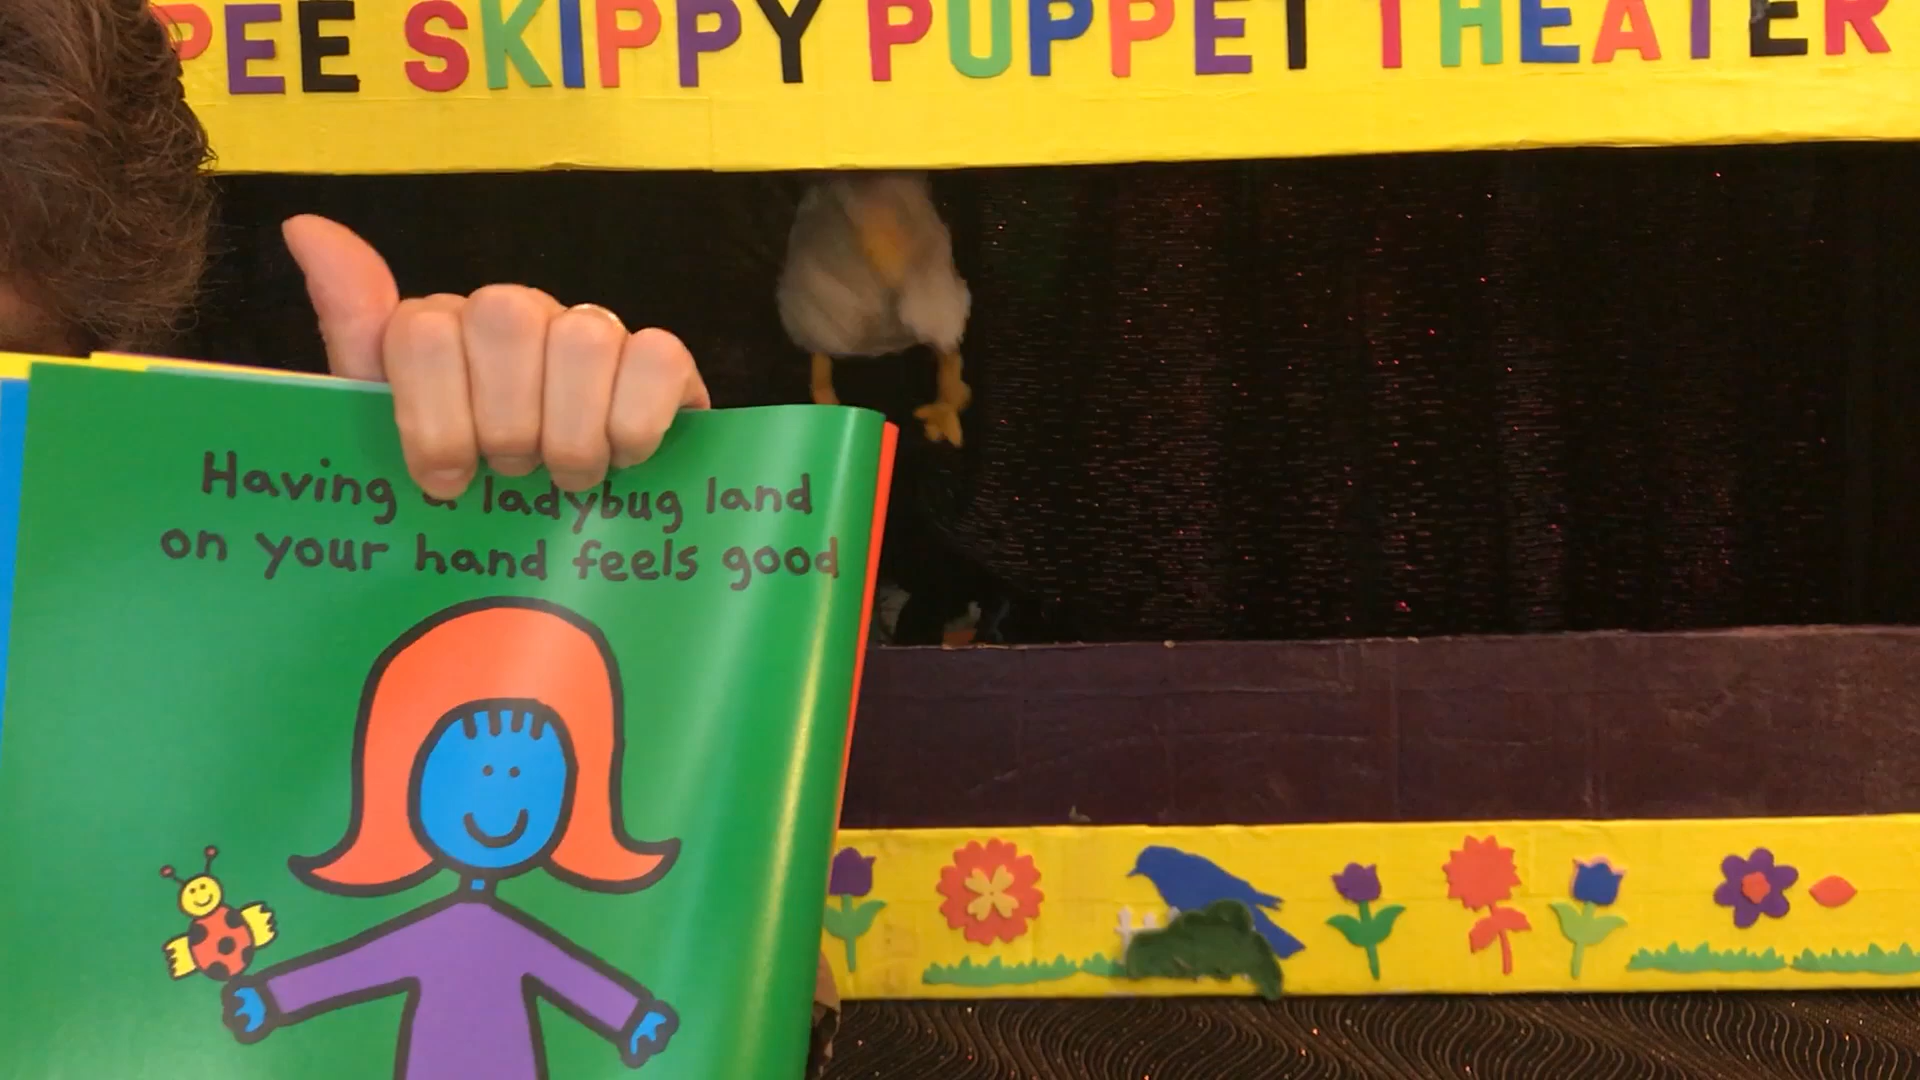 PEE SKIPPY PUPPET THEATER
Having a ladybug land
on your hand feels good